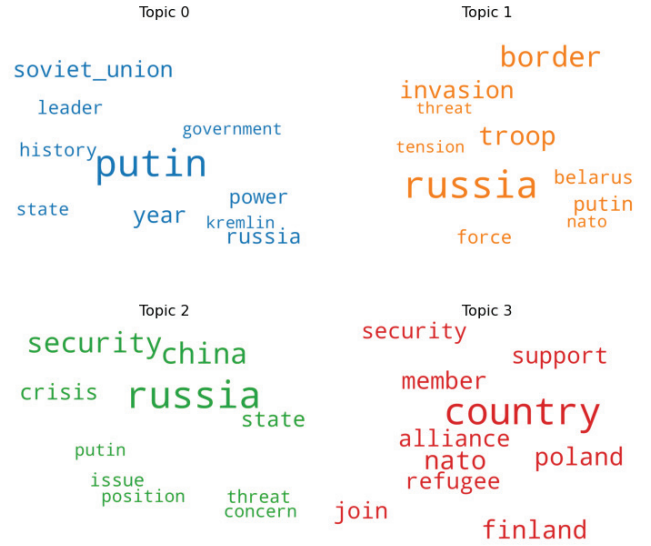 Topic 0
soviet_union
leader
government
history
putin
power
state
year
kremlin
russia
Topic 1
border
invasion
threat
troop
tension
belarus
russia
putin
nato
force
Topic 2
security
china
crisis
russia
state
putin
issue
position
threat
concern
Topic 3
security
support
member
country
alliance
nato
poland
refugee
join
finland